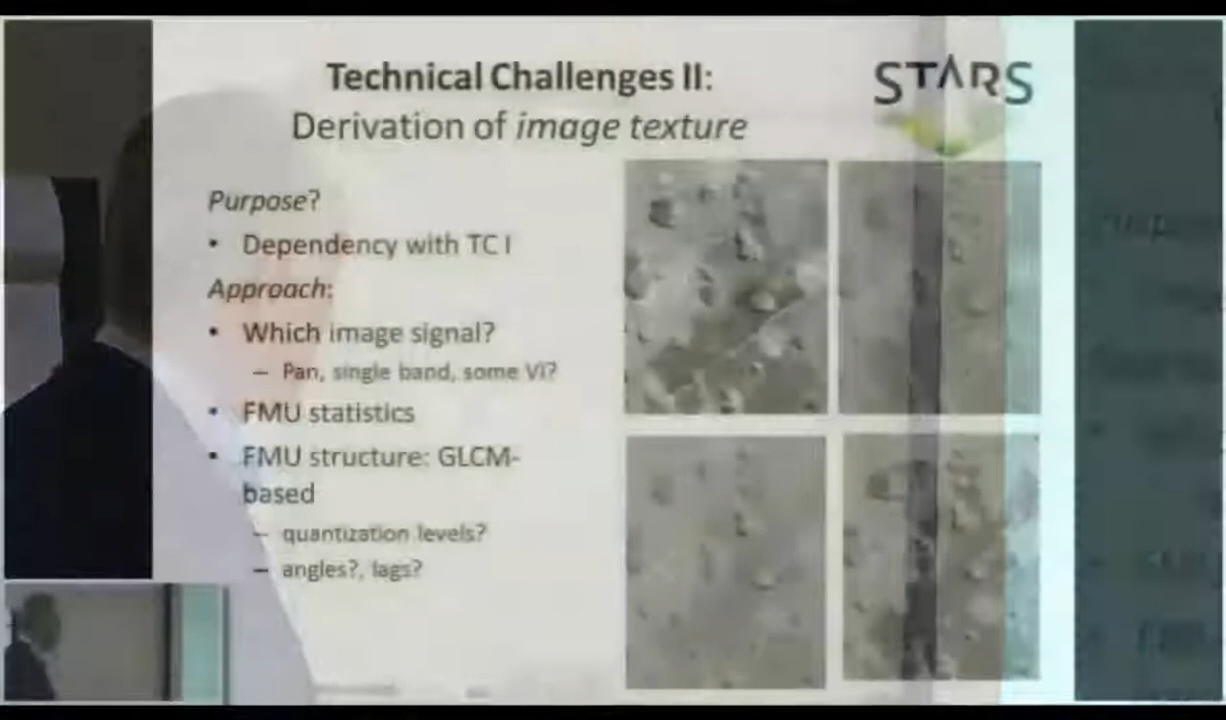 Technical Challenges II:
Derivation of image texture
STARS
Purpose?
• Dependency with TC I
Approach:
• Which image signal?
– Pan, single band, some VI?
• FMU statistics
• FMU structure: GLCM-
based
– quantization levels?
– angles?, lags?